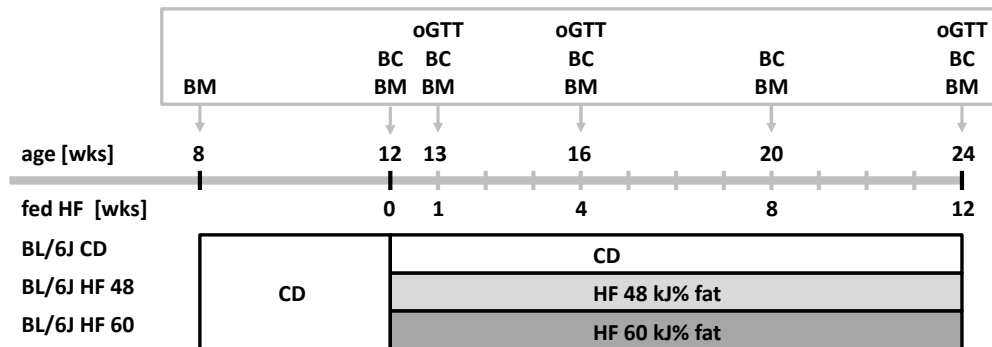 oGTT oGTT oGTT
BC BC BC BC BC
BM BM BM BM BM BM
age [wks] 8 12 13 16 20 24
fed HF [wks] 0 1 4 8 12
BL/6J CD CD
BL/6J HF 48 CD HF 48 kJ% fat
BL/6J HF 60 HF 60 kJ% fat